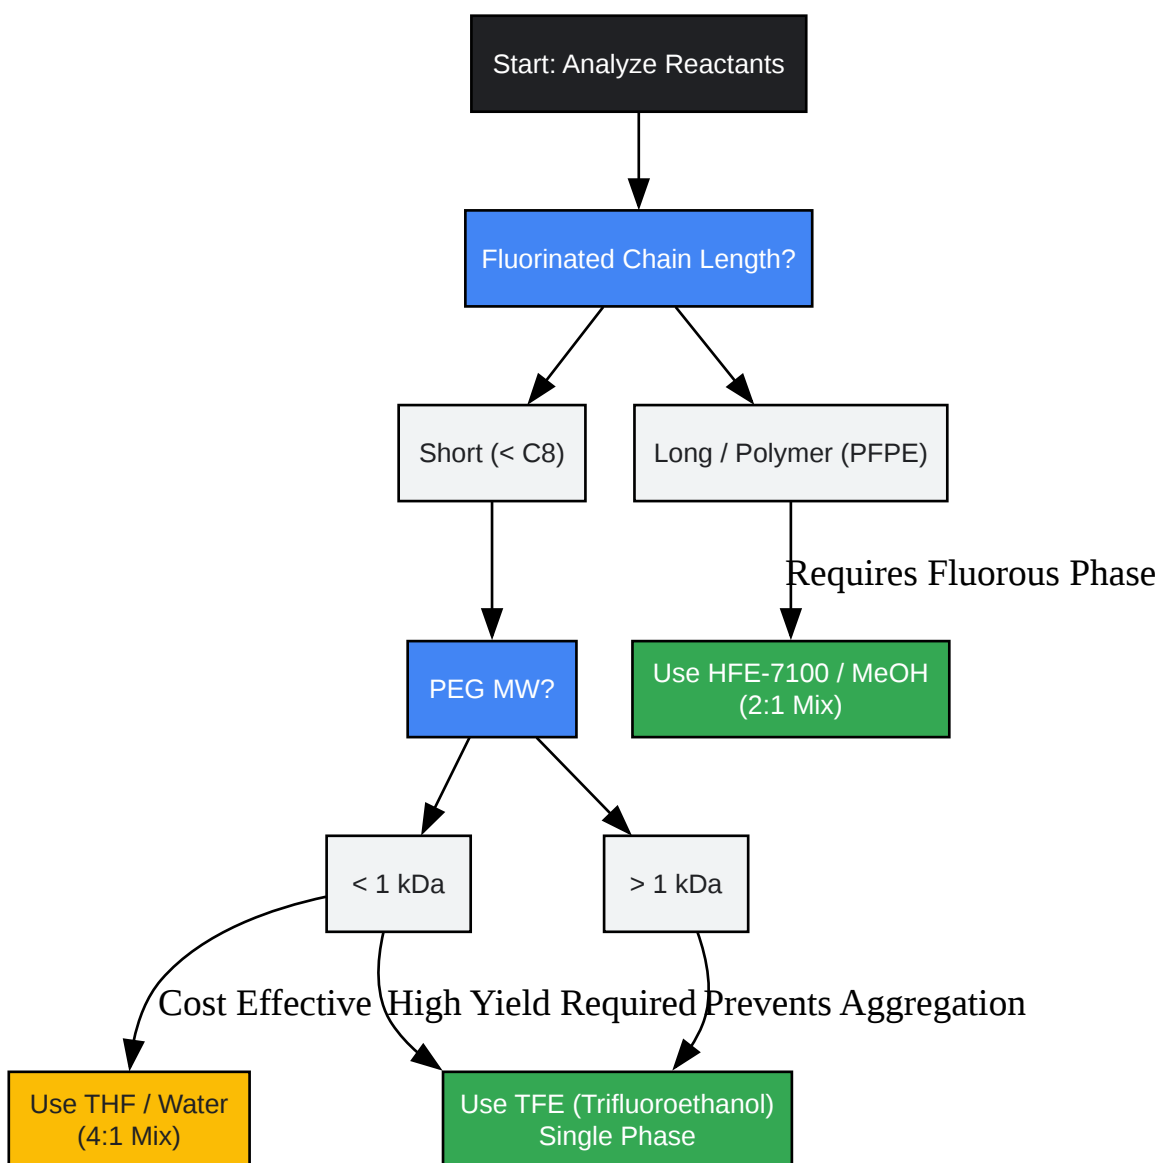 Start: Analyze Reactants
Fluorinated Chain Length?
Short (< C8)
Long / Polymer (PFPE)
Requires Fluorous Phase
PEG MW?
Use HFE-7100 / MeOH
(2:1 Mix)
< 1 kDa
> 1 kDa
Cost Effective
High Yield Required
Prevents Aggregation
Use THF / Water
(4:1 Mix)
Use TFE (Trifluoroethanol)
Single Phase